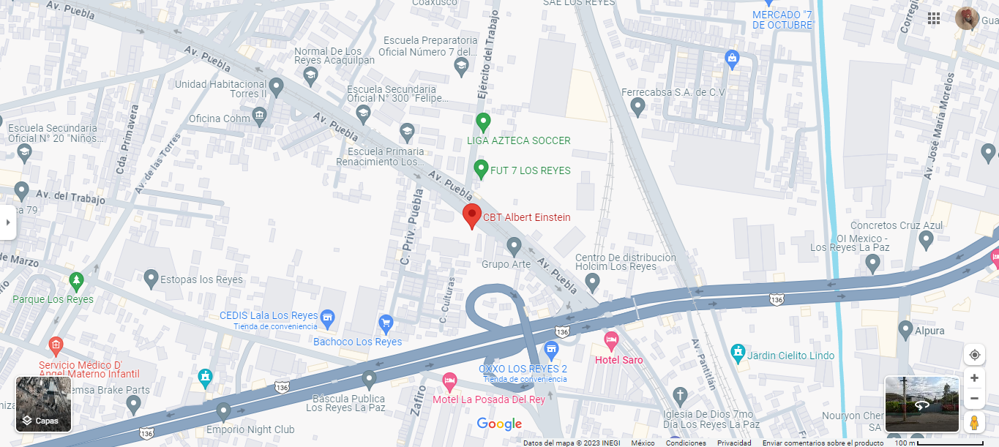 Av. Puebla
Coaxusco
SAE LOS REYES
MERCADO "7
DE OCTUBRE"
Corregi
Gua
Av. Puebla
Normal De Los
Reyes Acaquilpan
Escuela Preparatoria
Oficial Número 7 del...
Ejército del Trabajo
Unidad Habitacional
Torres II
Escuela Secundaria
Oficial N° 300 "Felipe...
Ferrecabsa S.A. de C.V
Av. José María Morelos
Oficina Cohm
Av. Puebla
Escuela Secundaria
Oficial N° 20 "Niños...
Cda. Primavera
Av. de las Torres
LIGA AZTECA SOCCER
Escuela Primaria
Renacimiento Los...
FUT 7 LOS REYES
Av. Puebla
Av. del Trabajo
a 79
C. Priv. Puebla
CBT Albert Einstein
Concretos Cruz Azul
OI Mexico -
Los Reyes La Paz
de Marzo
Grupo Arte
Av. Puebla
Centro De distribucion
Holcim Los Reyes
Estopas los Reyes
C. Culturas
Parque Los Reyes
136
CEDIS Lala Los Reyes
Tienda de conveniencia
Bachoco Los Reyes
136
Alpura
Av. Pantitlán
Servicio Médico D'
Angel Materno Infantil
Hotel Saro
Jardin Cielito Lindo
OXXO LOS REYES 2
Tienda de conveniencia
136
emsa Brake Parts
Báscula Publica
Los Reyes La Paz
Zafiro
Motel La Posada Del Rey
Iglesia De Dios 7mo
Día Los Reyes La Paz
Nouryon Cher
SA
Capas
Emporio Night Club
136
Google
Datos del mapa © 2023 INEGI México Condiciones Privacidad Enviar comentarios sobre el producto 100 m